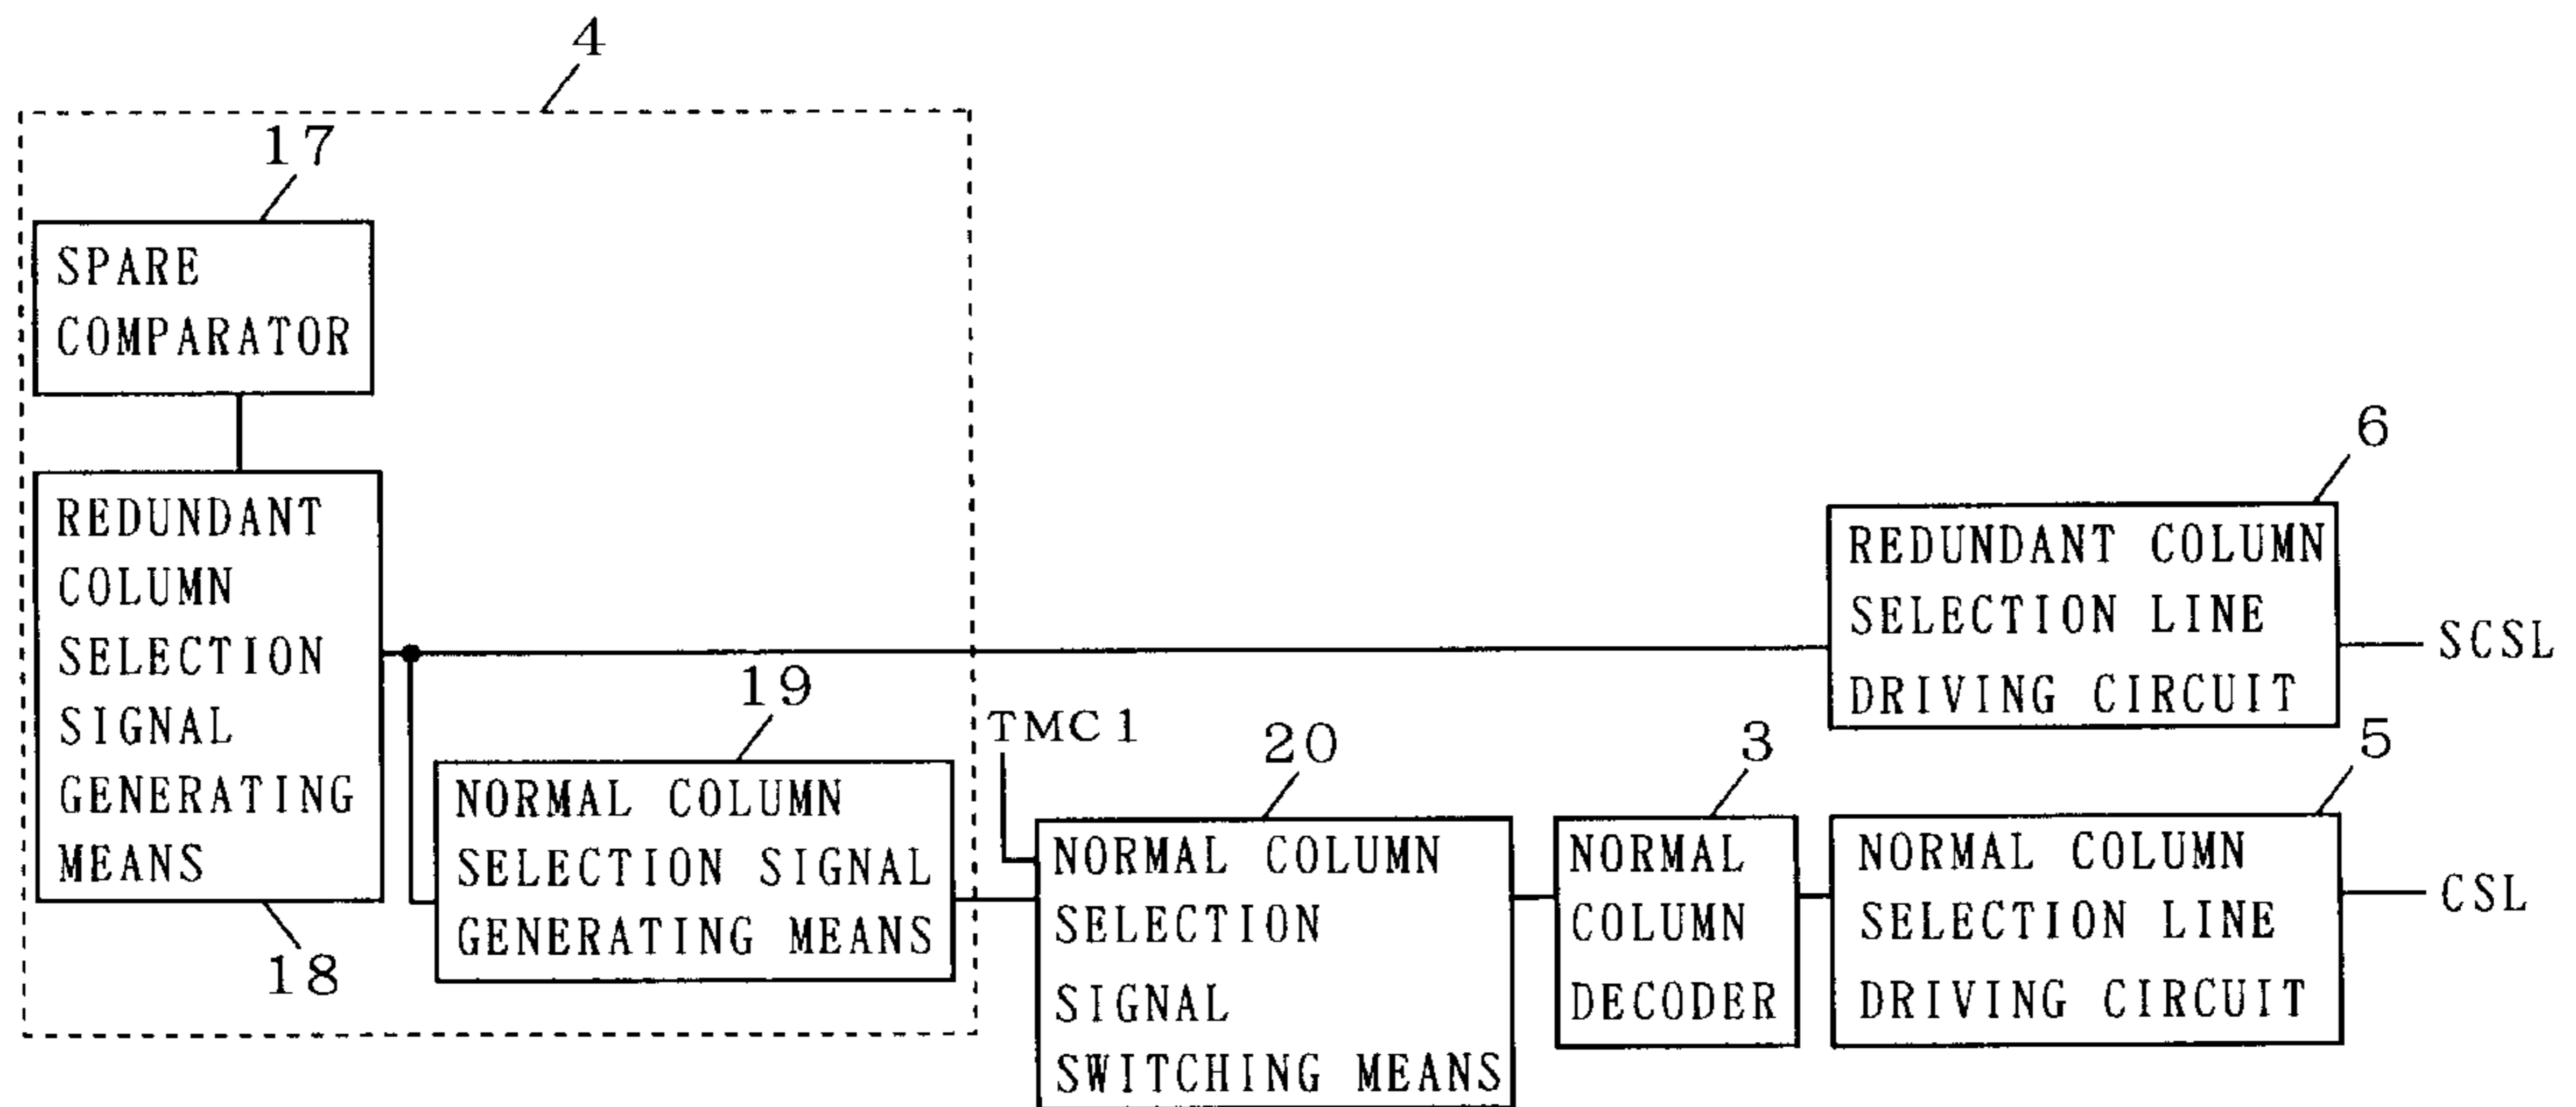 4
17
SPARE
COMPARATOR
REDUNDANT
COLUMN
SELECTION
SIGNAL
GENERATING
MEANS
18
19
NORMAL COLUMN
SELECTION SIGNAL
GENERATING MEANS
TMC1
20
NORMAL COLUMN
SELECTION
SIGNAL
SWITCHING MEANS
3
NORMAL
COLUMN
DECODER
6
REDUNDANT COLUMN
SELECTION LINE
DRIVING CIRCUIT
SCSL
5
NORMAL COLUMN
SELECTION LINE
DRIVING CIRCUIT
CSL